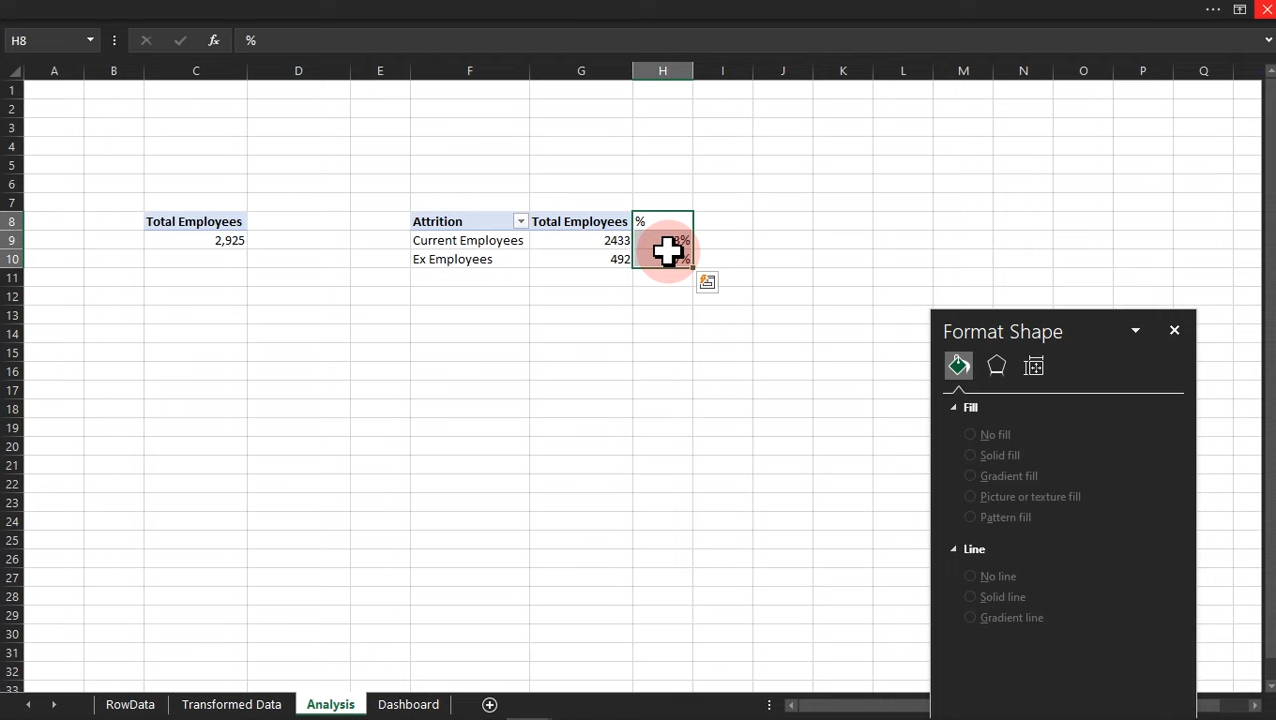 H8
%
A B C D E F G H I J K L M N O P Q
1
2
3
4
5
6
7
8 Total Employees Attrition Total Employees %
9 2,925 Current Employees 2433
10 Ex Employees 492
11
12
13
14
15
16
17
18
19
20
21
22
23
24
25
26
27
28
29
30
31
32
33
Format Shape
Fill
No fill
Solid fill
Gradient fill
Picture or texture fill
Pattern fill
Line
No line
Solid line
Gradient line
RowData Transformed Data Analysis Dashboard